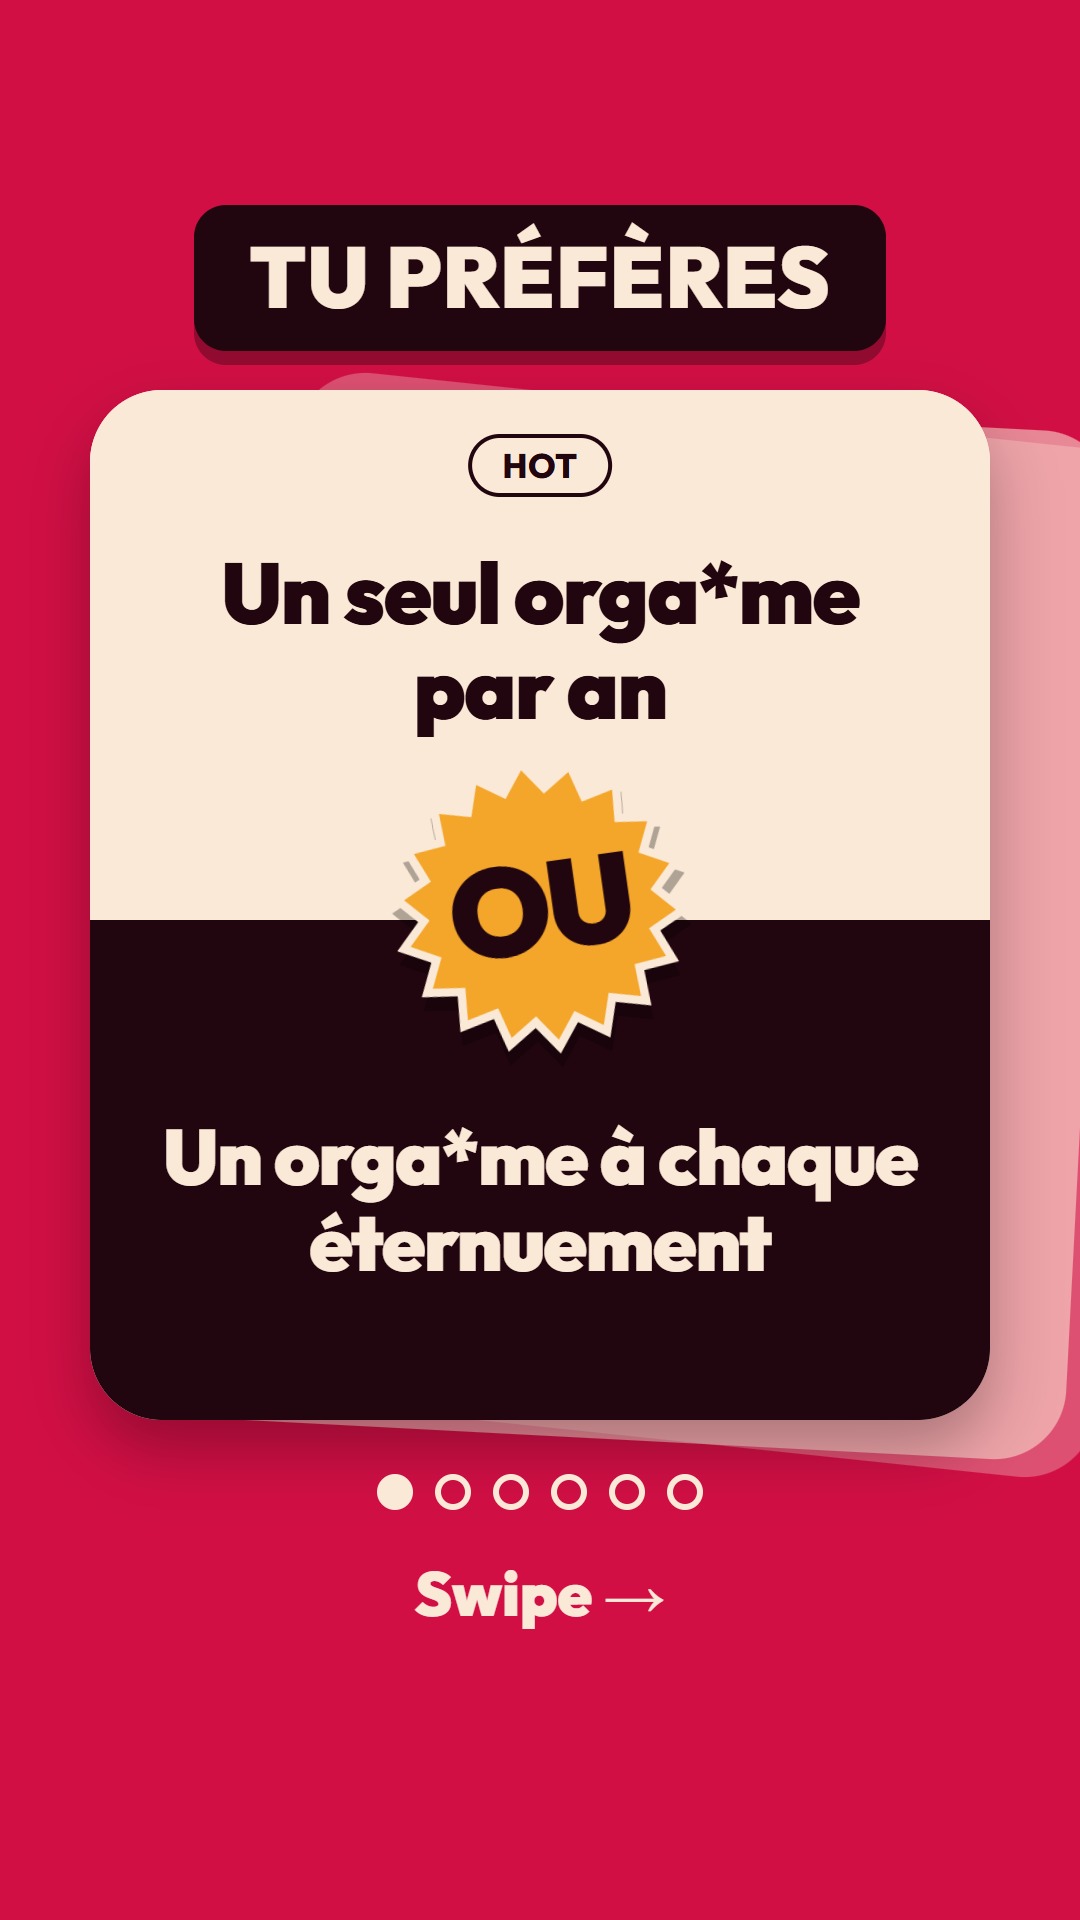 TU PRÉFÈRES
HOT
Un seul orga*me
par an
OU
Un orga*me à chaque
éternuement
Swipe →